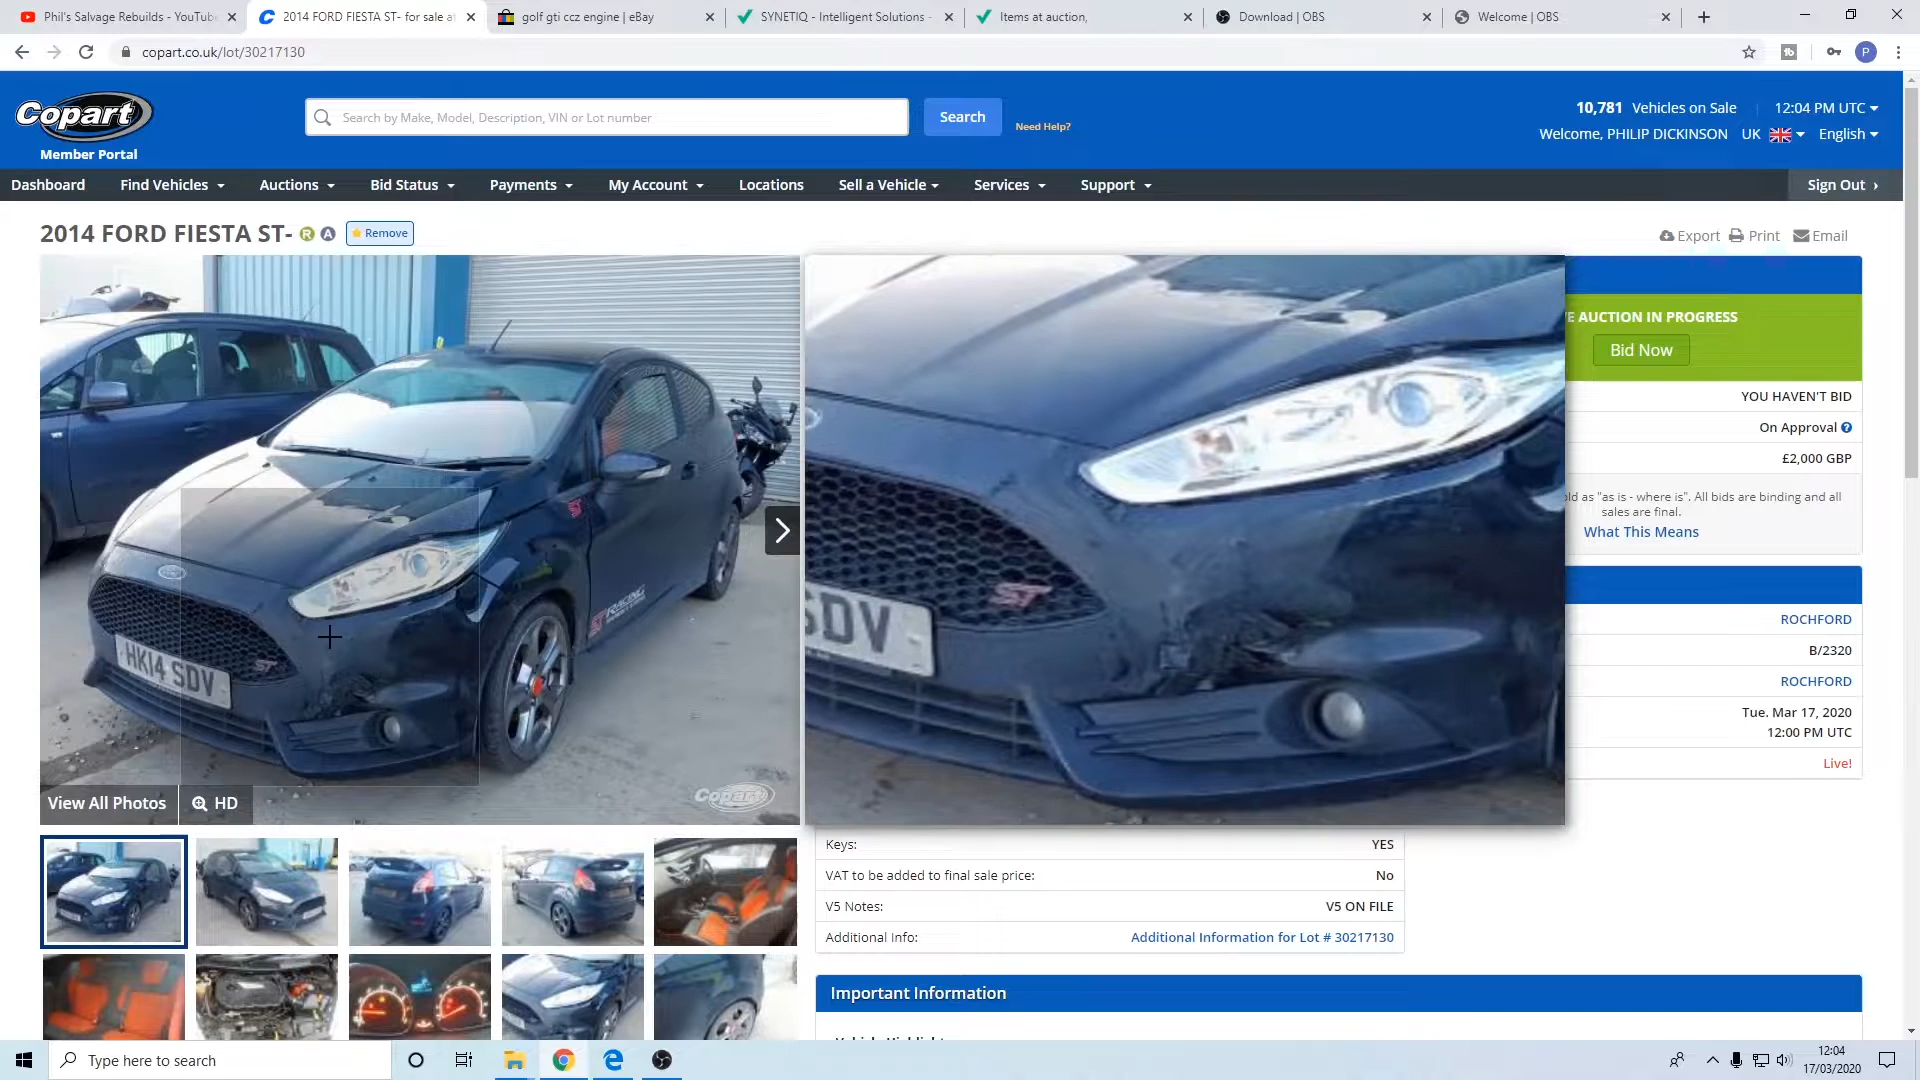 Phil's Salvage Rebuilds - YouTube
2014 FORD FIESTA ST- for sale at
golf gti ccz engine | eBay
SYNETIQ - Intelligent Solutions -
Items at auction,
Download | OBS
Welcome | OBS
copart.co.uk/lot/30217130
P
Copart
Member Portal
Search by Make, Model, Description, VIN or Lot number
Search
Need Help?
10,781 Vehicles on Sale
12:04 PM UTC
Welcome, PHILIP DICKINSON
UK
English
Dashboard
Find Vehicles
Auctions
Bid Status
Payments
My Account
Locations
Sell a Vehicle
Services
Support
Sign Out
2014 FORD FIESTA ST-
R
A
Remove
Export
Print
Email
AUCTION IN PROGRESS
Bid Now
YOU HAVEN'T BID
On Approval
£2,000 GBP
as "as is - where is". All bids are binding and all
sales are final.
What This Means
ROCHFORD
B/2320
ROCHFORD
Tue. Mar 17, 2020
12:00 PM UTC
Live!
HK14 SDV
ST
ST RACING
SDV
ST
View All Photos
HD
Copart
Keys:
YES
VAT to be added to final sale price:
No
V5 Notes:
V5 ON FILE
Additional Info:
Additional Information for Lot # 30217130
Important Information
Type here to search
12:04
17/03/2020